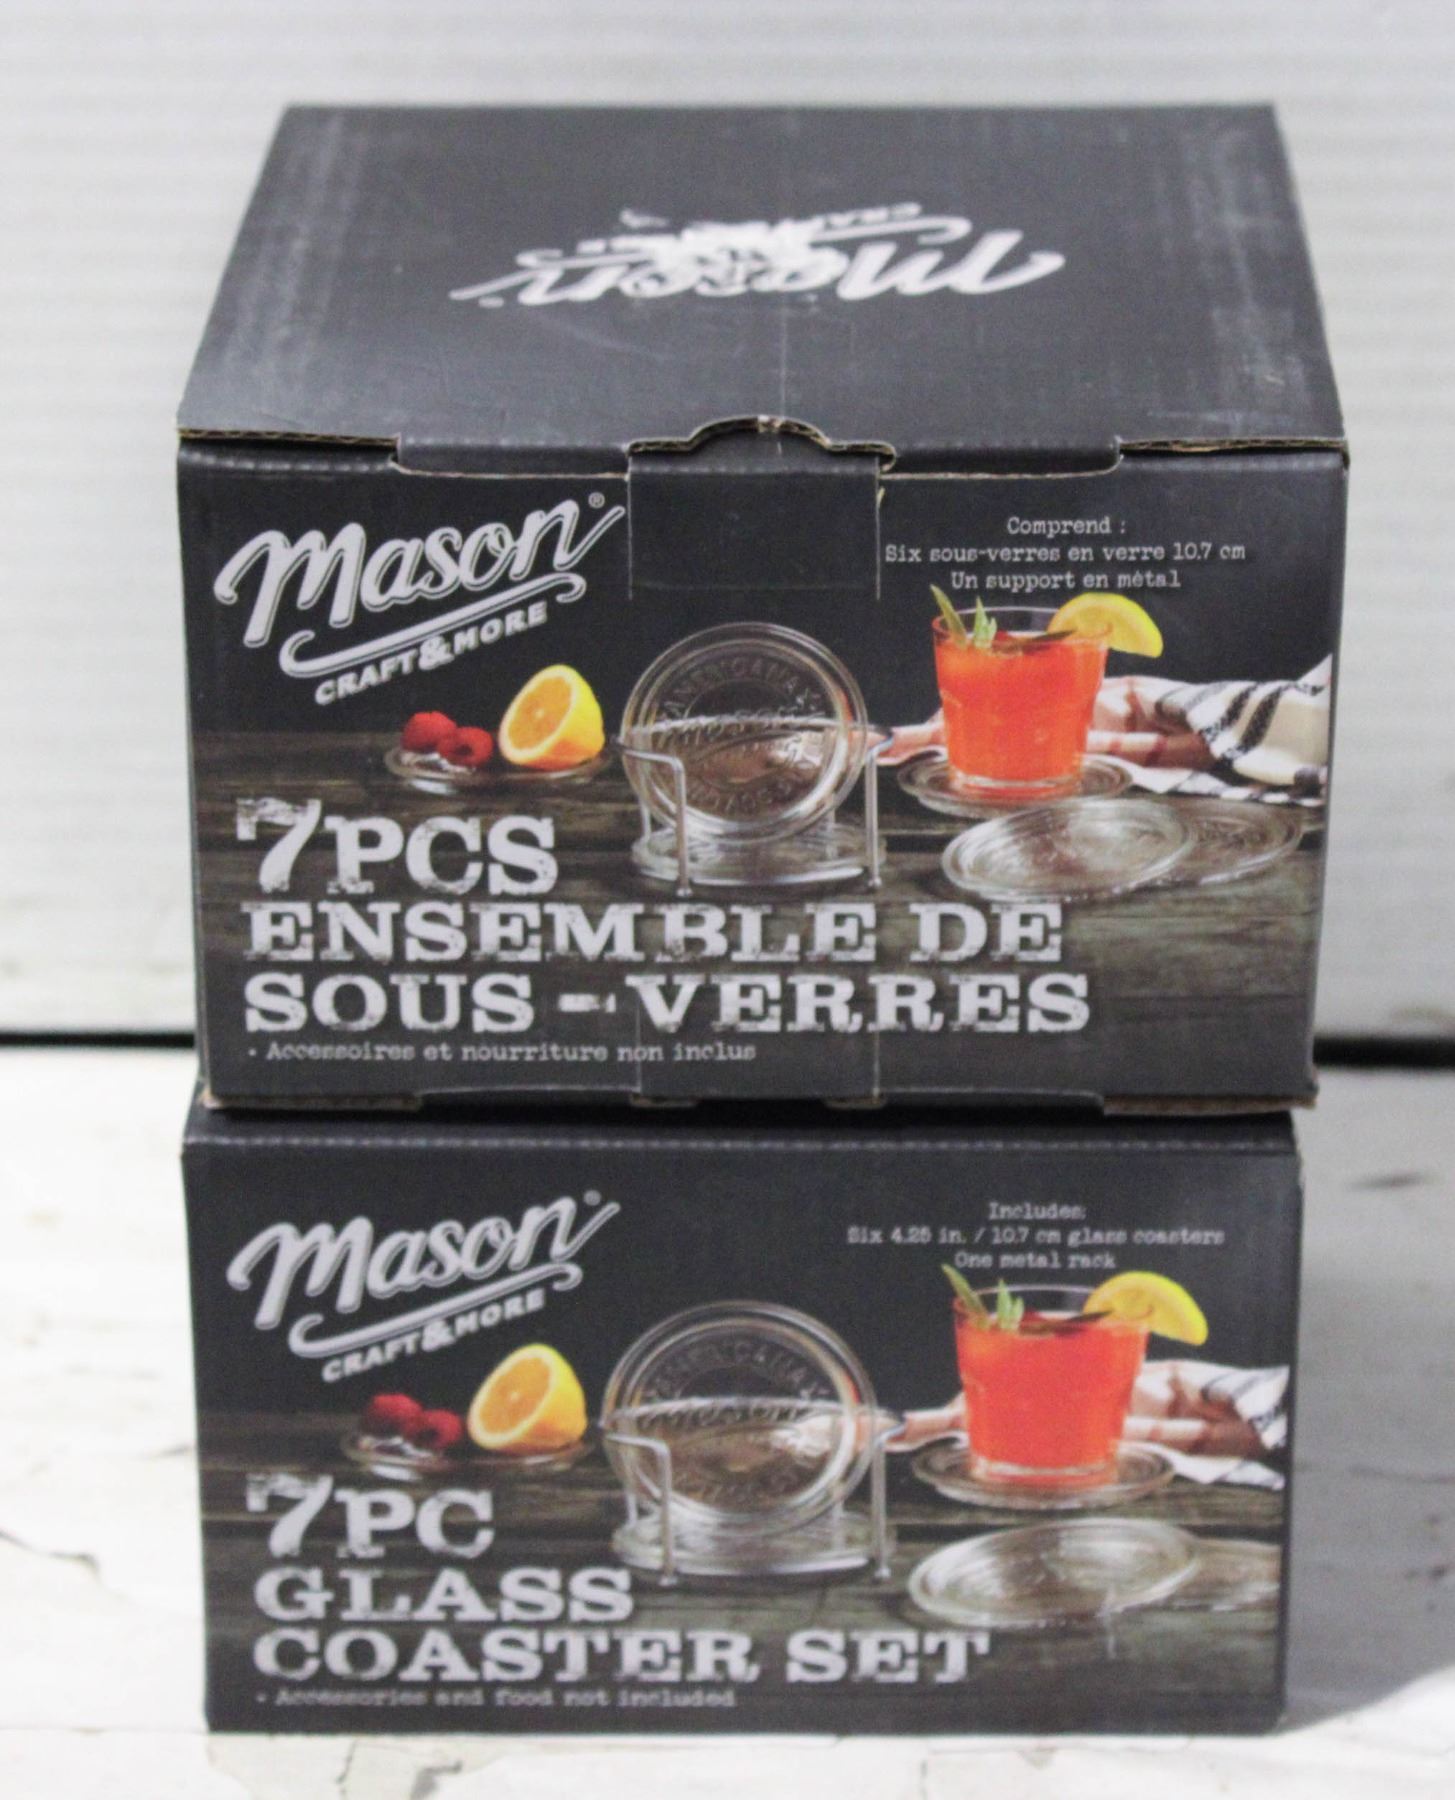 Mason
Mason®
CRAFT & MORE
Comprend :
Six sous-verres en verre 10.7 cm
Un support en métal
7PCS
ENSEMBLE DE
SOUS - VERRES
• Accessoires et nourriture non inclus
Mason®
CRAFT & MORE
Includes:
Six 4.25 in. / 10.7 cm glass coasters
One metal rack
7PC
GLASS
COASTER SET
• Accessories and food not included